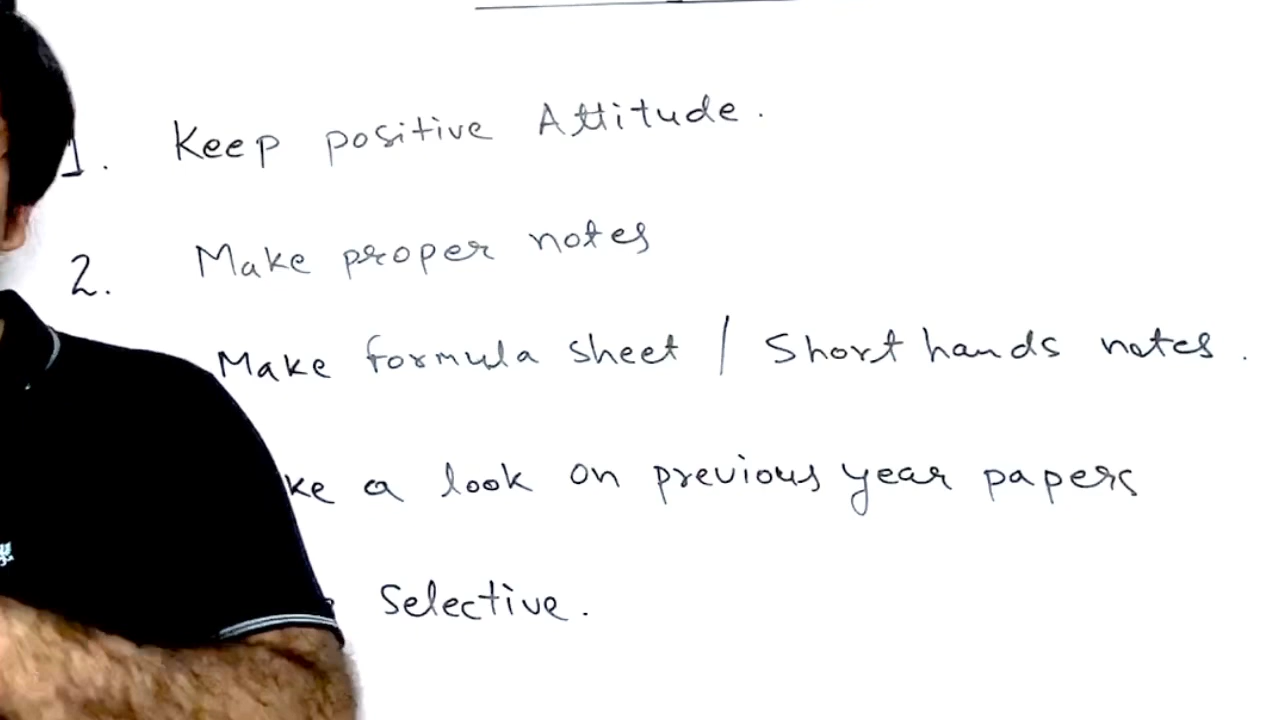 1. Keep positive Attitude.
2. Make proper notes
Make formula sheet / Short hands notes.
a look on previous year papers
Selective.